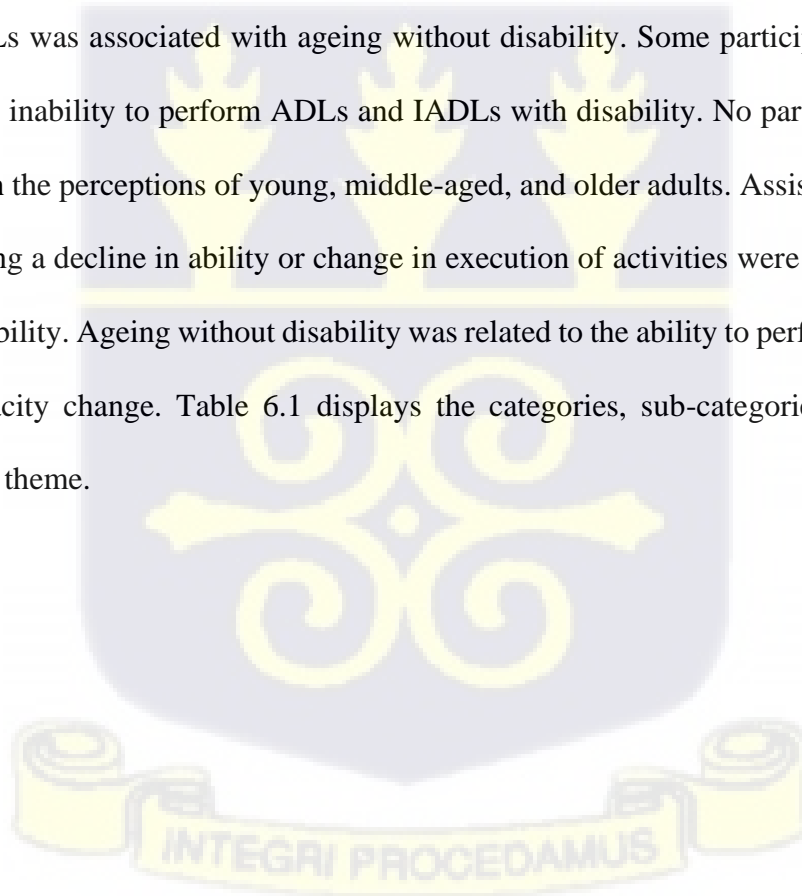 Ls was associated with ageing without disability. Some particip
inability to perform ADLs and IADLs with disability. No par
the perceptions of young, middle-aged, and older adults. Assis
ng a decline in ability or change in execution of activities were
bility. Ageing without disability was related to the ability to perf
acity change. Table 6.1 displays the categories, sub-categorie
theme.
INTEGRI PROCEDAMUS